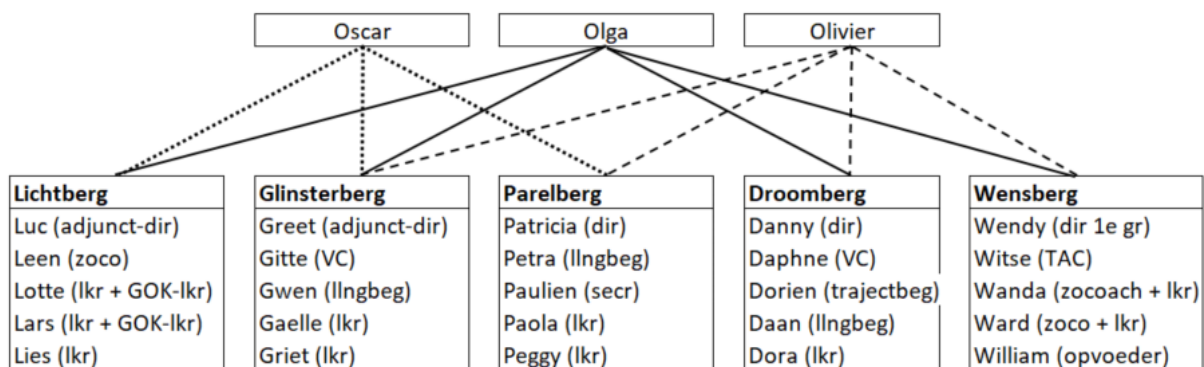 Oscar
Olga
Olivier
Lichtberg
Luc (adjunct-dir)
Leen (zoco)
Lotte (lkr + GOK-lkr)
Lars (lkr + GOK-lkr)
Lies (lkr)
Glinsterberg
Greet (adjunct-dir)
Gitte (VC)
Gwen (llngbeg)
Gaelle (lkr)
Griet (lkr)
Parelberg
Patricia (dir)
Petra (llngbeg)
Paulien (secr)
Paola (lkr)
Peggy (lkr)
Droomberg
Danny (dir)
Daphne (VC)
Dorien (trajectbeg)
Daan (llngbeg)
Dora (lkr)
Wensberg
Wendy (dir 1e gr)
Witse (TAC)
Wanda (zocoach + lkr)
Ward (zoco + lkr)
William (opvoeder)